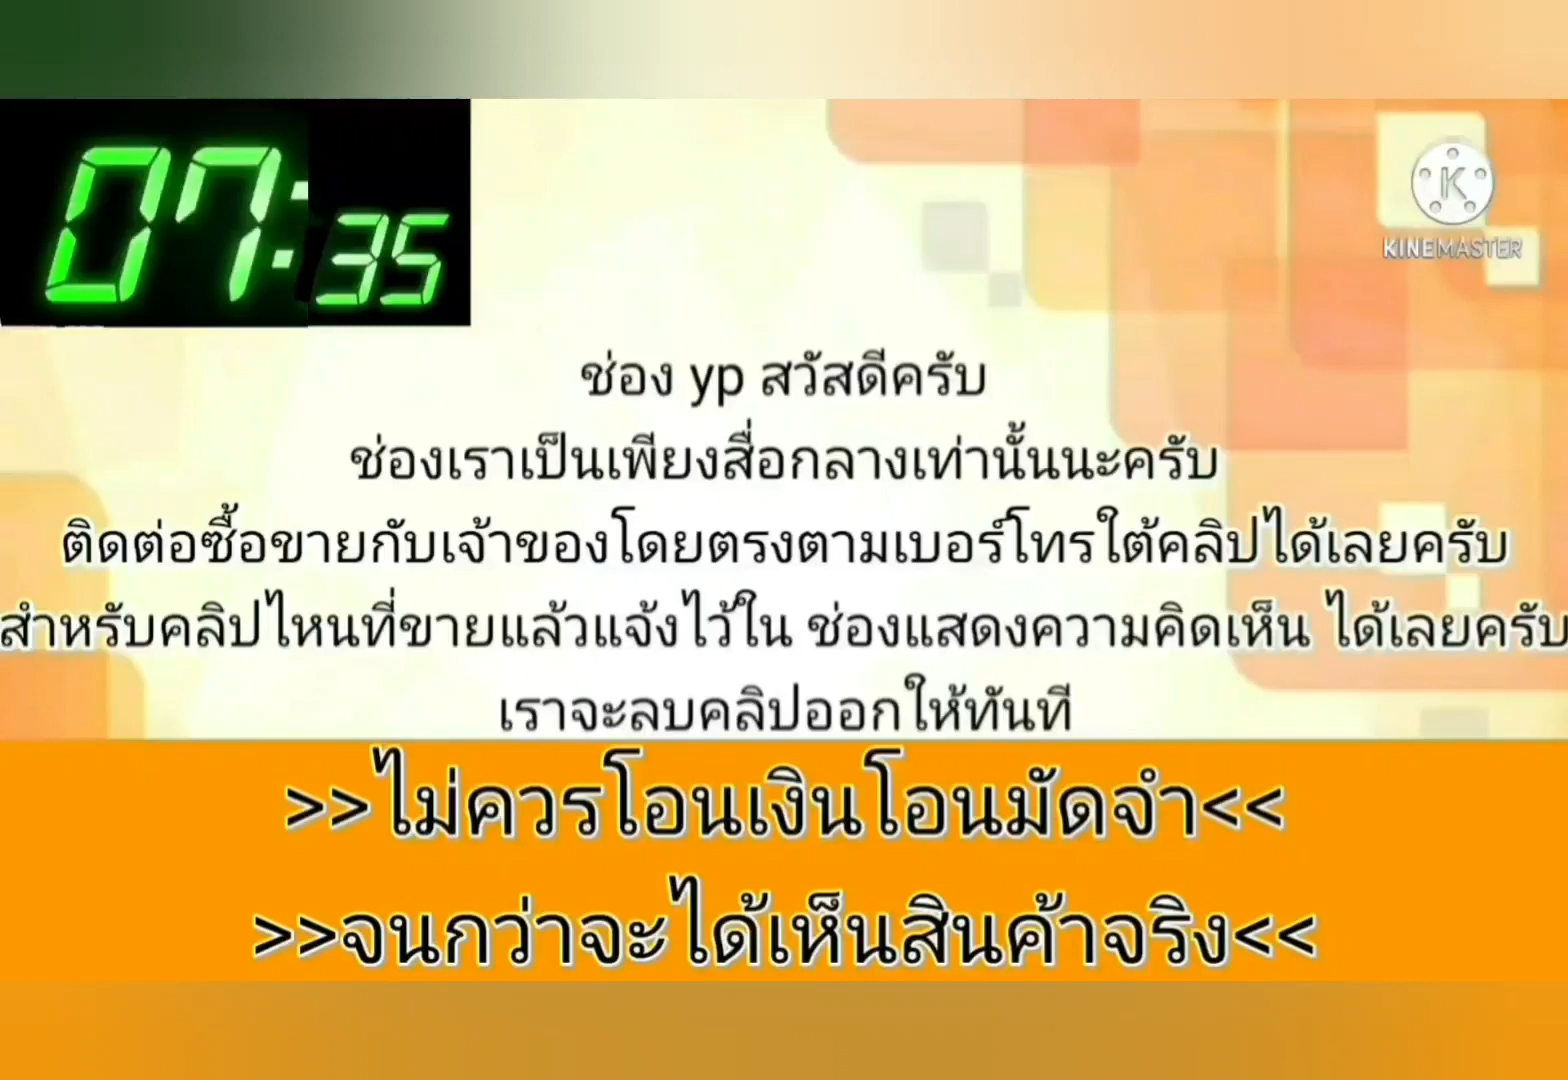 07:35
KINEMASTER
ช่อง yp สวัสดีครับ
ช่องเราเป็นเพียงสื่อกลางเท่านั้นนะครับ
ติดต่อซื้อขายกับเจ้าของโดยตรงตามเบอร์โทรใต้คลิปได้เลยครับ
สำหรับคลิปไหนที่ขายแล้วแจ้งไว้ใน ช่องแสดงความคิดเห็น ได้เลยครับ
เราจะลบคลิปออกให้ทันที
>>ไม่ควรโอนเงินโอนมัดจำ<<
>>จนกว่าจะได้เห็นสินค้าจริง<<